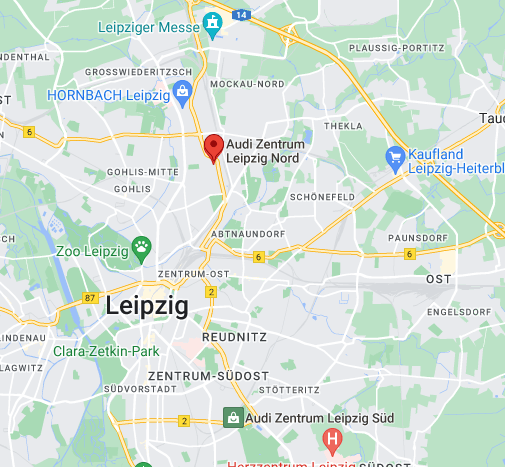 14
Leipziger Messe
PLAUSSIG-PORTITZ
GROSSWIEDERITZSCH
MOCKAU-NORD
HORNBACH Leipzig
THEKLA
6
Audi Zentrum
Leipzig Nord
Kaufland
GOHLIS-MITTE
GOHLIS
SCHÖNEFELD
ABTNAUNDORF
PAUNSDORF
Zoo Leipzig
6
6
ZENTRUM-OST
OST
87
2
Leipzig
ENGELSDORF
REUDNITZ
Clara-Zetkin-Park
ZENTRUM-SÜDOST
SÜDVORSTADT
STÖTTERITZ
2
Audi Zentrum Leipzig Süd
H
Herzzentrum Leipzig
SÜDOST